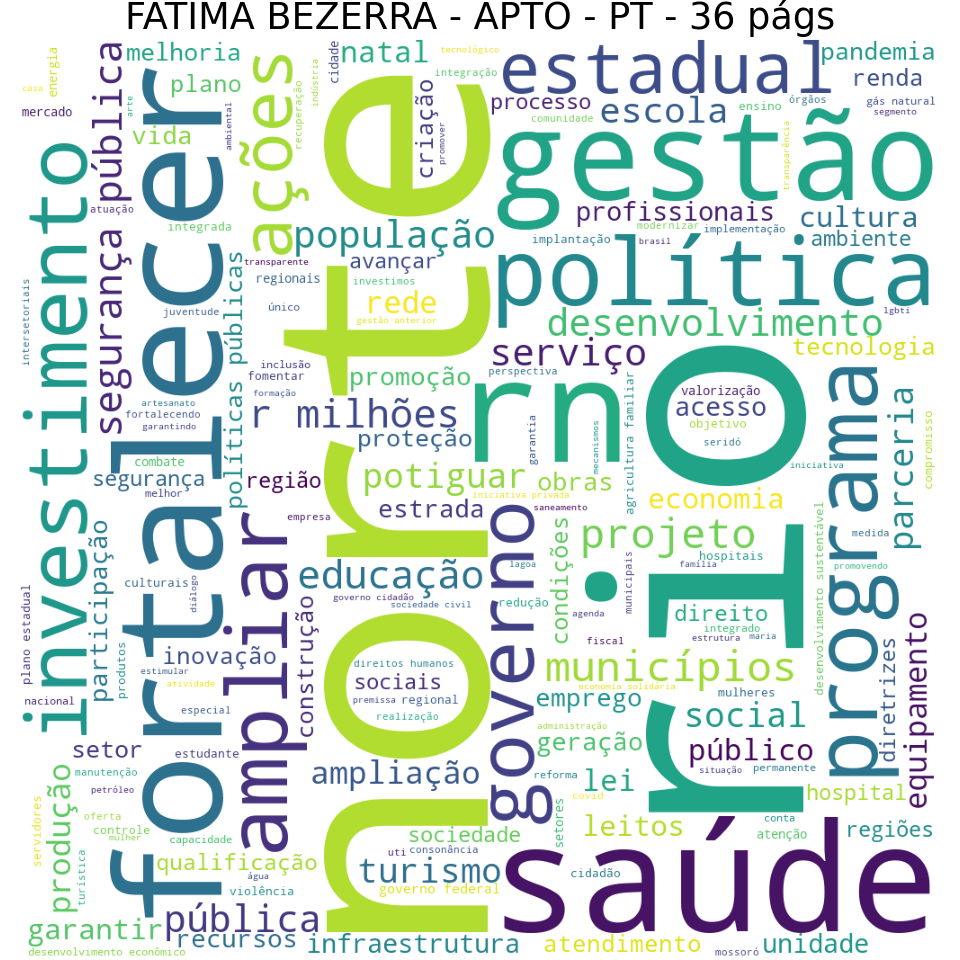 FATIMA BEZERRA - APTO - PT - 36 págs
casa
energia
mercado
segurança pública
melhoria
plano
arte
vida
ambiental
ações
recuperação
indústria
cidade
natal
tecnológico
integração
criação
promover
estadual
processo
comunidade
escola
ensino
órgãos
pandemia
renda
gás natural
segmento
transparência
gestão
investimento
fortalecer
norte
atuação
integrada
transparente
população
avançar
profissionais
modernizar
implementação
implantação
brasil
cultura
ambiente
intersetoriais
juventude
políticas públicas
regionais
único
investimos
rede
gestão anterior
política
lgbti
desenvolvimento
serviço
perspectiva
tecnologia
inclusão
fomentar
formação
promoção
artesanato
fortalecendo
garantindo
r milhões
proteção
rn
garantia
mecanismos
agricultura familiar
rio
valorização
acesso
objetivo
seridó
iniciativa
programa
parceria
compromisso
combate
segurança
melhor
região
potiguar
iniciativa privada
obras
economia
estrada
saneamento
empresa
participação
ampliar
governo
condições
projeto
hospitais
família
lagoa
medida
desenvolvimento sustentável
promovendo
culturais
diálogo
educação
governo cidadão
sociedade civil
redução
agenda
municipais
direito
integrado
estrutura
maria
plano estadual
produtos
construção
inovação
estimular
atividade
direitos humanos
sociais
premissa
regional
realização
fiscal
municípios
economia solidária
mulheres
nacional
especial
emprego
administração
social
diretrizes
equipamento
setor
estudante
geração
público
situação
permanente
manutenção
petróleo
ampliação
reforma
lei
covid
hospital
produção
servidores
oferta
controle
mulher
capacidade
sociedade
setores
leitos
conta
atenção
regiões
uti
consonância
qualificação
turismo
governo federal
cidadão
saúde
turística
água
violência
garantir
pública
recursos
infraestrutura
atendimento
mossoró
unidade
desenvolvimento econômico